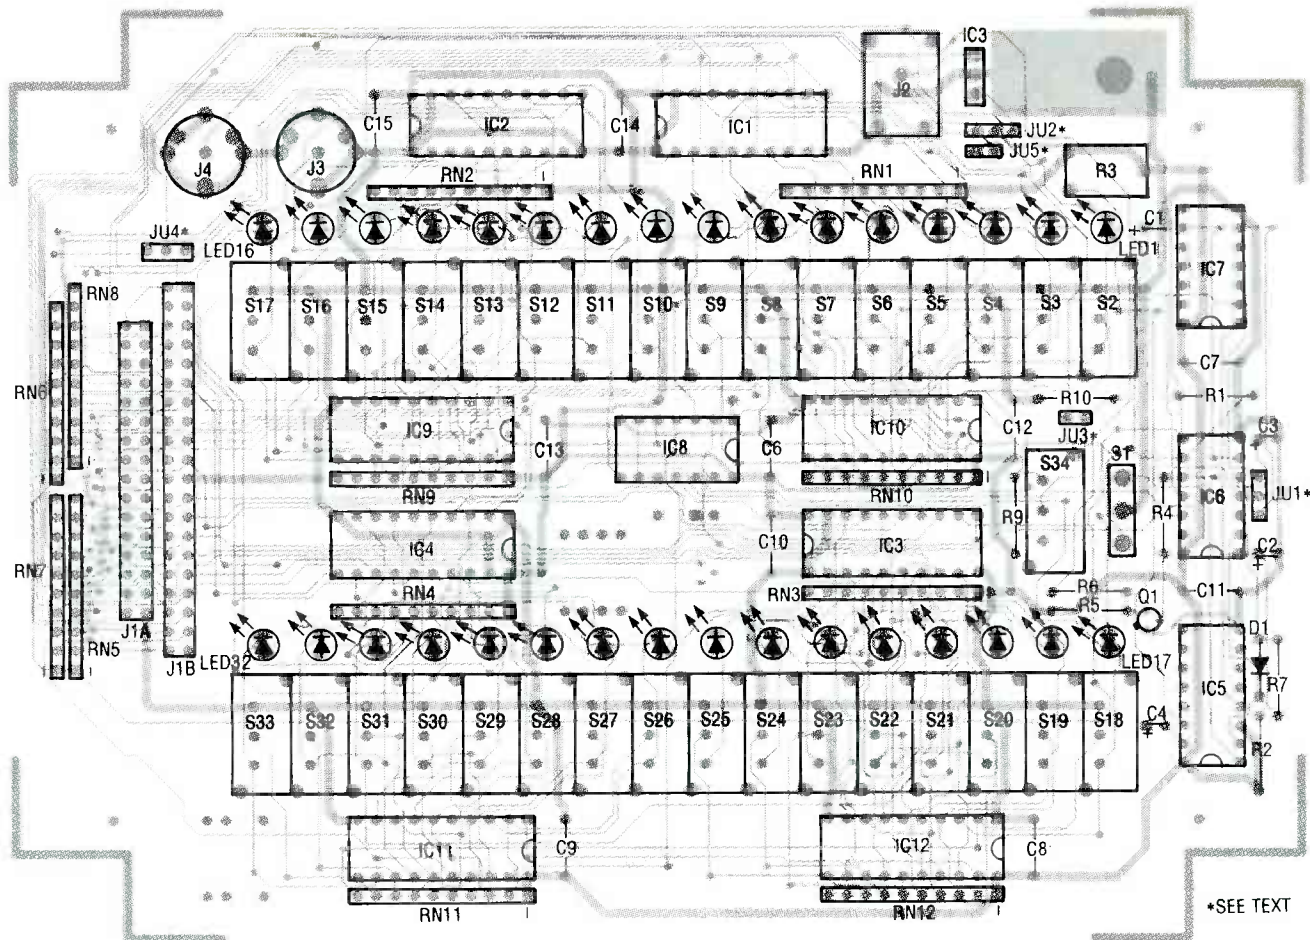 IC3
J2
C15
IC2
C14
IC1
JU2*
JU5*
J4
J3
RN2
RN1
R3
JU4*
LED16
C1
+
LED1
IC7
RN8
S17 S16 S15 S14 S13 S12 S11 S10 S9 S8 S7 S6 S5 S4 S3 S2
C7
RN6
R10
R1
IC9
C13
IC8
C6
IC10
C12
JU3*
C3
+
S34
S1
RN9
RN10
R9
R4
IC6
JU1*
IC4
C10
IC3
C2
+
RN7
RN4
RN3
R6
R5
Q1
C11
J1A
RN5
J1B
LED32
LED17
D1
IC5
R7
S33 S32 S31 S30 S29 S28 S27 S26 S25 S24 S23 S22 S21 S20 S19 S18
C4
+
R2
IC11
C9
IC12
C8
RN11
RN12
*SEE TEXT